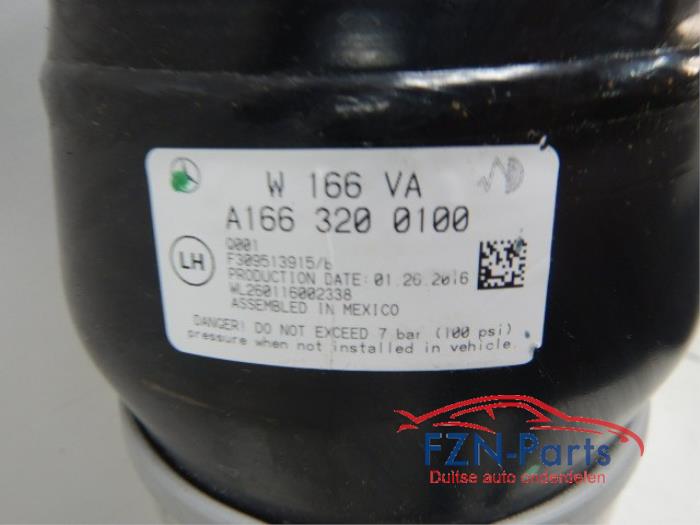 W 166 VA
A166 320 0100
LH
Q001
F309513915/b
PRODUCTION DATE: 01.26.2016
WL260116002338
ASSEMBLED IN MEXICO
DANGER! DO NOT EXCEED 7 bar (100 psi)
pressure when not installed in vehicle.
FZN-Parts
Duitse auto onderdelen